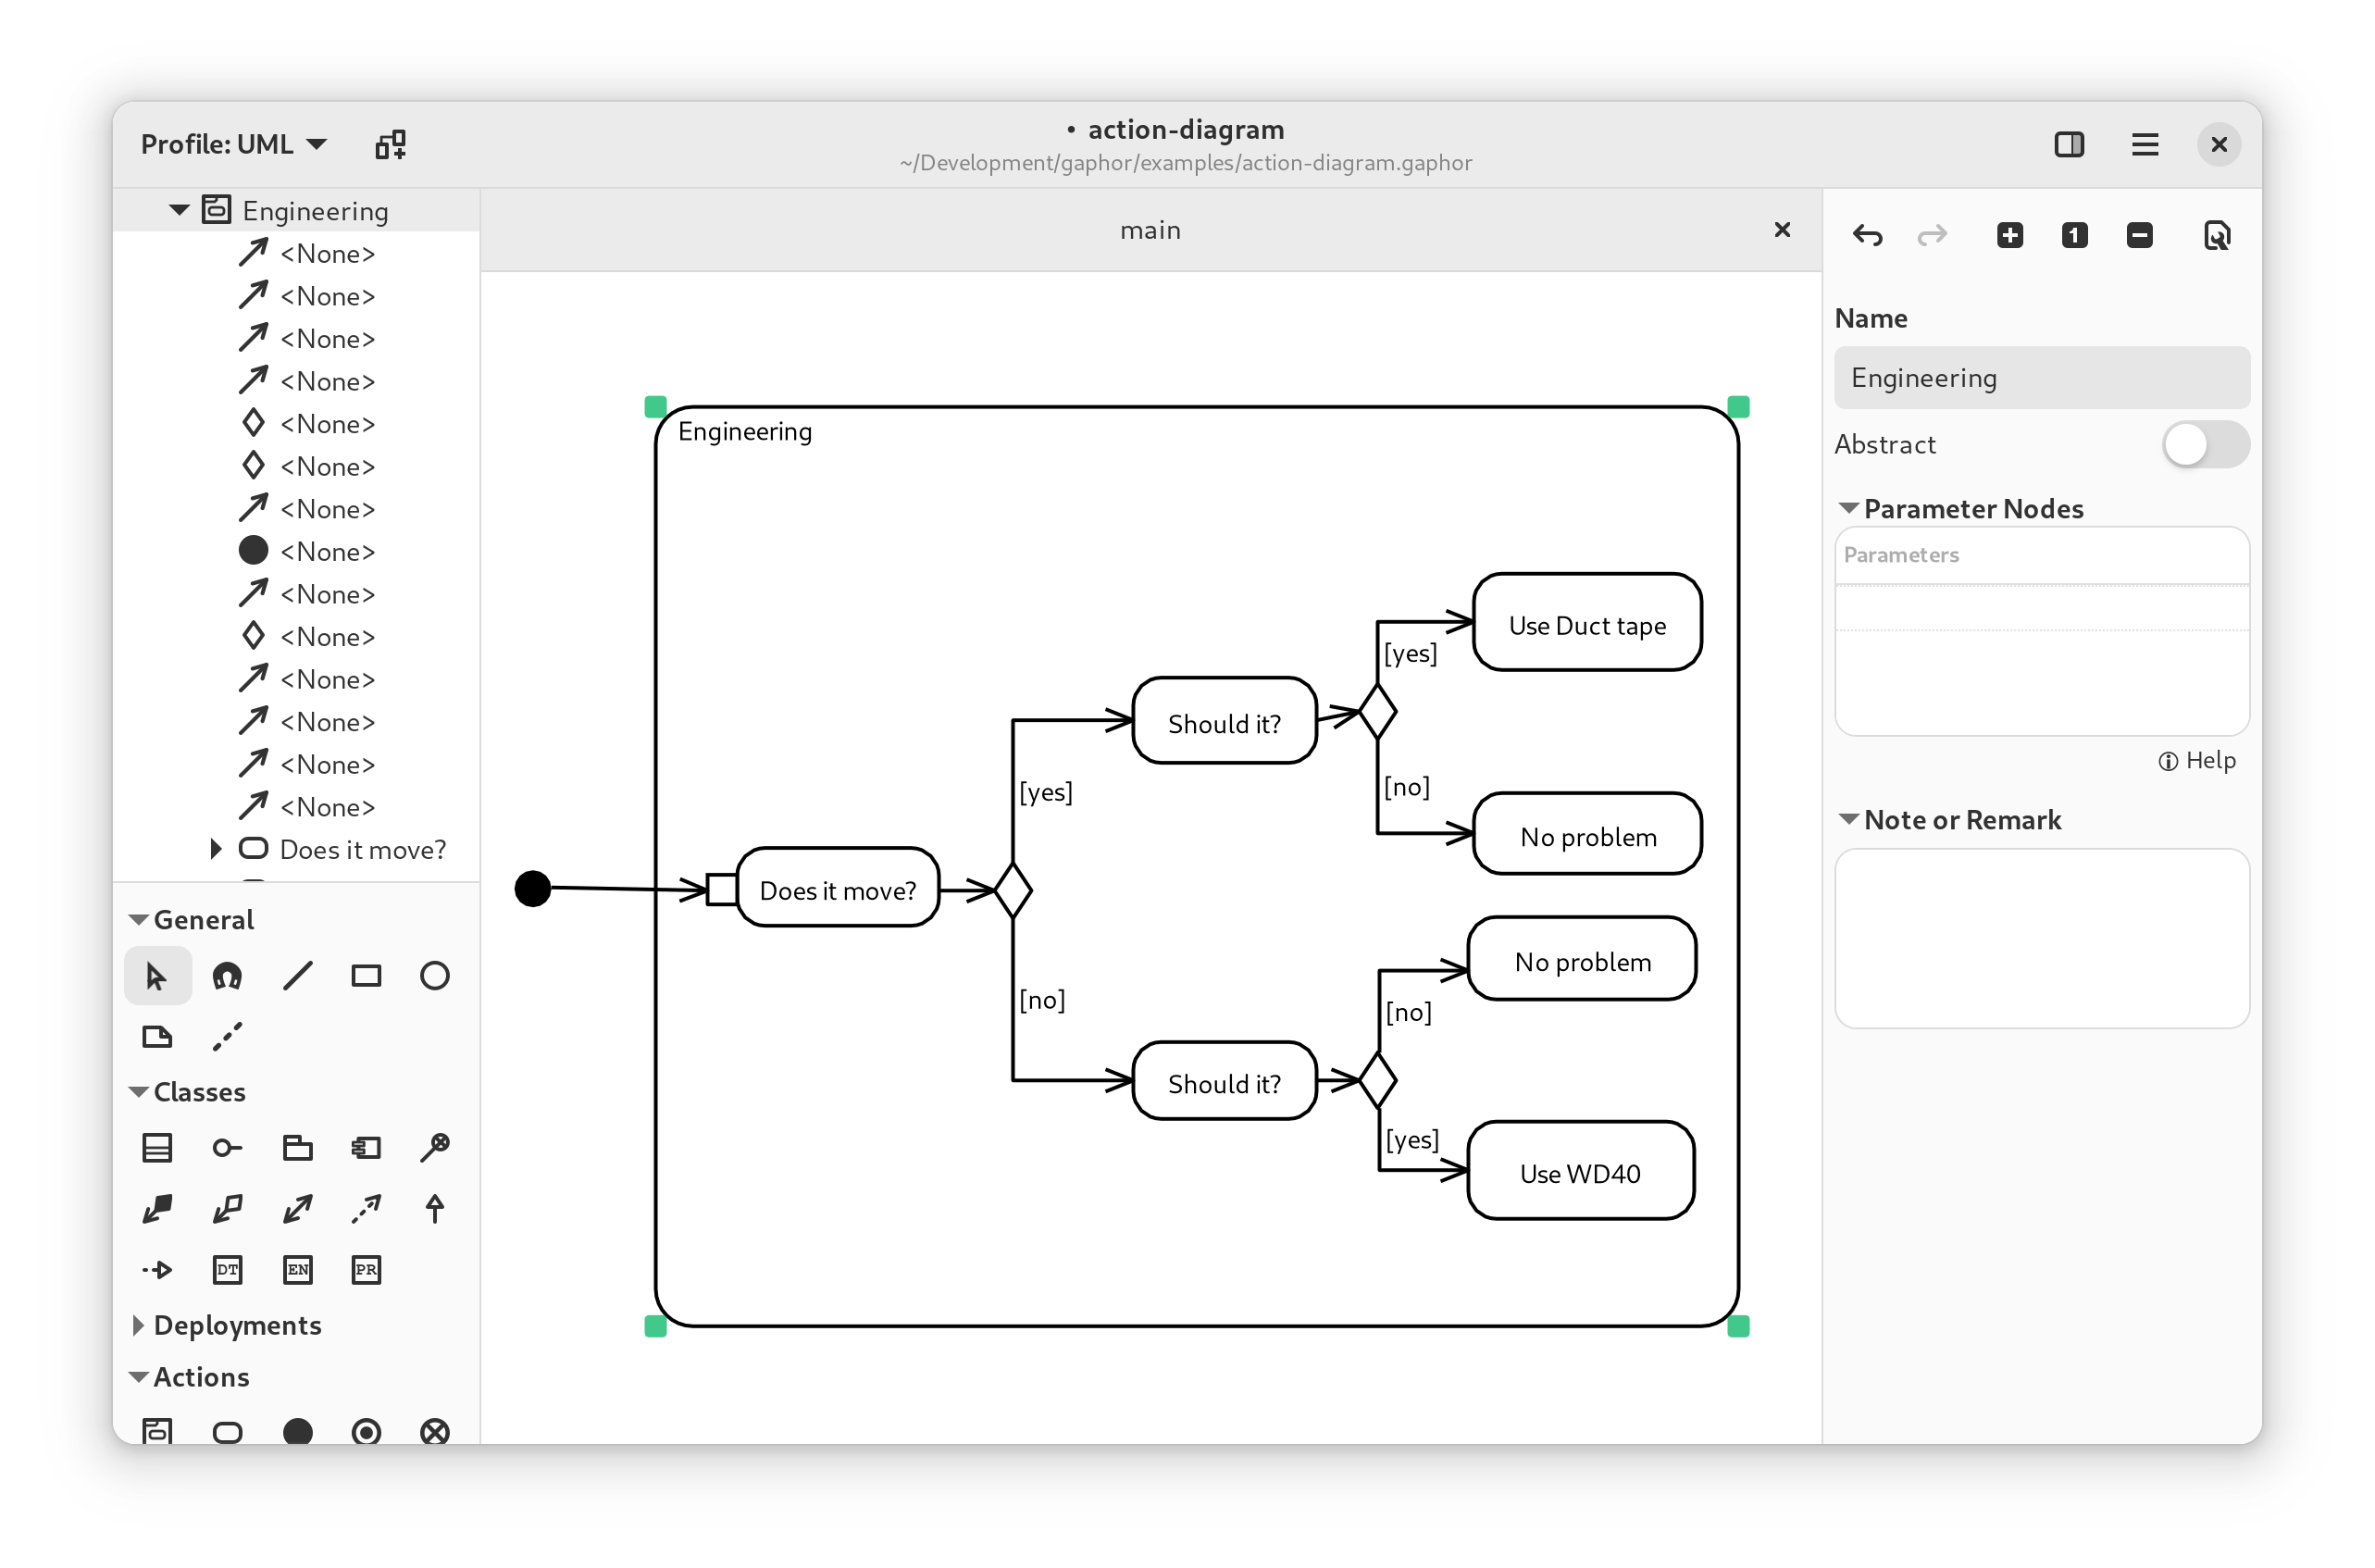 Profile: UML
• action-diagram
~/Development/gaphor/examples/action-diagram.gaphor
Engineering
<None>
<None>
<None>
<None>
<None>
<None>
<None>
<None>
<None>
<None>
<None>
<None>
<None>
<None>
Does it move?
General
Classes
DT
EN
PR
Deployments
Actions
main
Engineering
Does it move?
[yes]
[no]
Should it?
[yes]
[no]
Use Duct tape
No problem
Should it?
[no]
[yes]
No problem
Use WD40
1
Name
Engineering
Abstract
Parameter Nodes
Parameters
Help
Note or Remark